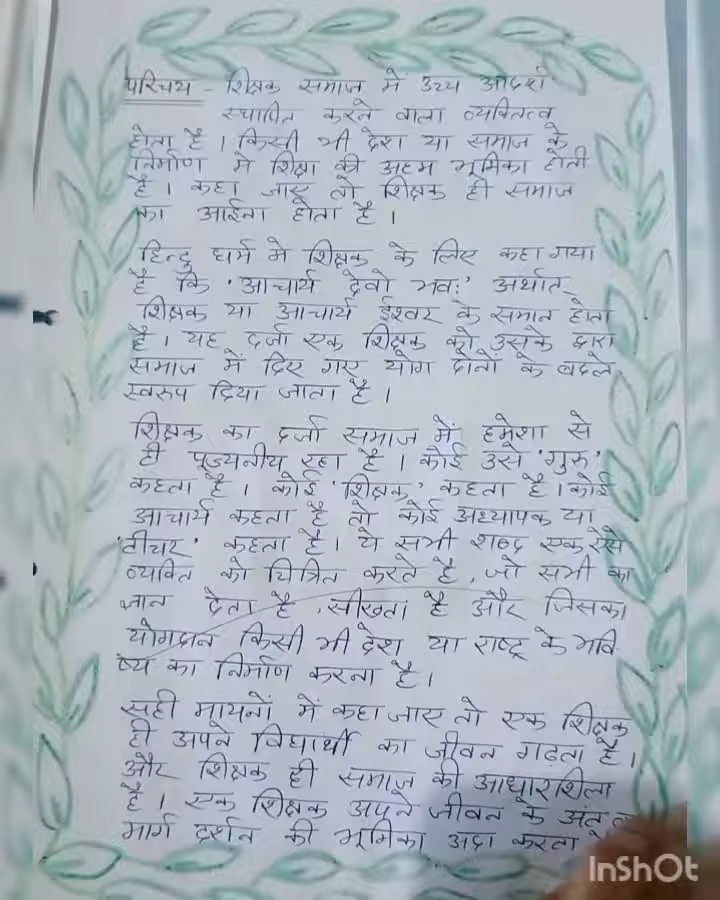 परिचय - शिक्षक समाज में उच्च आदर्श
स्थापित करने वाला व्यक्तित्व
होता है । किसी भी देश या समाज के
निर्माण मे शिक्षा की अहम भूमिका होती
है । कहा जाए तो शिक्षक ही समाज
का आईना होता है ।
हिन्दु धर्म मे शिक्षक के लिए कहा गया
है कि 'आचार्य देवो भवः' अर्थात्
शिक्षक या आचार्य ईश्वर के समान होता
है । यह दर्जा एक शिक्षक को उसके द्वारा
समाज में दिए गए योग दोनों के बदले
स्वरुप दिया जाता है ।
शिक्षक का दर्जा समाज में हमेशा से
ही पूज्यनीय रहा है । कोई उसे 'गुरु'
कहता है । कोई 'शिक्षक' कहता है । कोई
आचार्य कहता है तो कोई अध्यापक या
'टीचर' कहता है । ये सभी शब्द एक ऐसे
व्यक्ति को चित्रित करते है , जो सभी का
ज्ञान देता है , सीखता है और जिसका
योगदान किसी भी देश या राष्ट्र के भवि
ष्य का निर्माण करना है ।
सही मायनों में कहा जाए तो एक शिक्षक
ही अपने विद्यार्थी का जीवन गढता है ।
और शिक्षक ही समाज की आधारशिला
है । एक शिक्षक अपने जीवन के अंत
मार्ग दर्शन की भूमिका अदा करता
InShOt